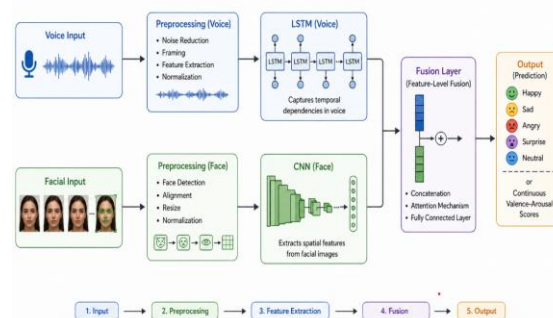 Voice Input
Preprocessing (Voice)
• Noise Reduction
• Framing
• Feature Extraction
• Normalization
LSTM (Voice)
LSTM LSTM LSTM LSTM
Captures temporal
dependencies in voice
Facial Input
Preprocessing (Face)
• Face Detection
• Alignment
• Resize
• Normalization
CNN (Face)
Extracts spatial features
from facial images
Fusion Layer
(Feature-Level Fusion)
• Concatenation
• Attention Mechanism
• Fully Connected Layer
Output
(Prediction)
Happy
Sad
Angry
Surprise
Neutral
or
Continuous
Valence-Arousal
Scores
1. Input
2. Preprocesing
3. Feature Extraction
4. Fusion
5. Output